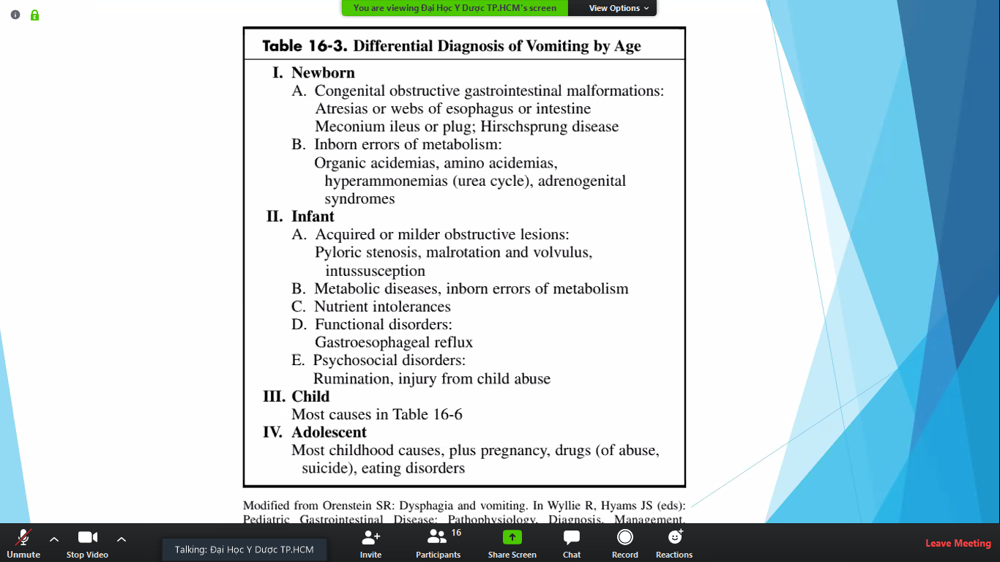 You are viewing Đại Học Y Dược TP.HCM's screen
View Options
Table 16-3. Differential Diagnosis of Vomiting by Age
I. Newborn
A. Congenital obstructive gastrointestinal malformations:
Atresias or webs of esophagus or intestine
Meconium ileus or plug; Hirschsprung disease
B. Inborn errors of metabolism:
Organic acidemias, amino acidemias,
hyperammonemias (urea cycle), adrenogenital
syndromes
II. Infant
A. Acquired or milder obstructive lesions:
Pyloric stenosis, malrotation and volvulus,
intussusception
B. Metabolic diseases, inborn errors of metabolism
C. Nutrient intolerances
D. Functional disorders:
Gastroesophageal reflux
E. Psychosocial disorders:
Rumination, injury from child abuse
III. Child
Most causes in Table 16-6
IV. Adolescent
Most childhood causes, plus pregnancy, drugs (of abuse,
suicide), eating disorders
Modified from Orenstein SR: Dysphagia and vomiting. In Wyllie R, Hyams JS (eds):
Pediatric Gastrointestinal Disease: Pathophysiology, Diagnosis, Management,
Unmute
Stop Video
Talking: Đại Học Y Dược TP.HCM
Invite
16
Participants
Share Screen
Chat
Record
Reactions
Leave Meeting